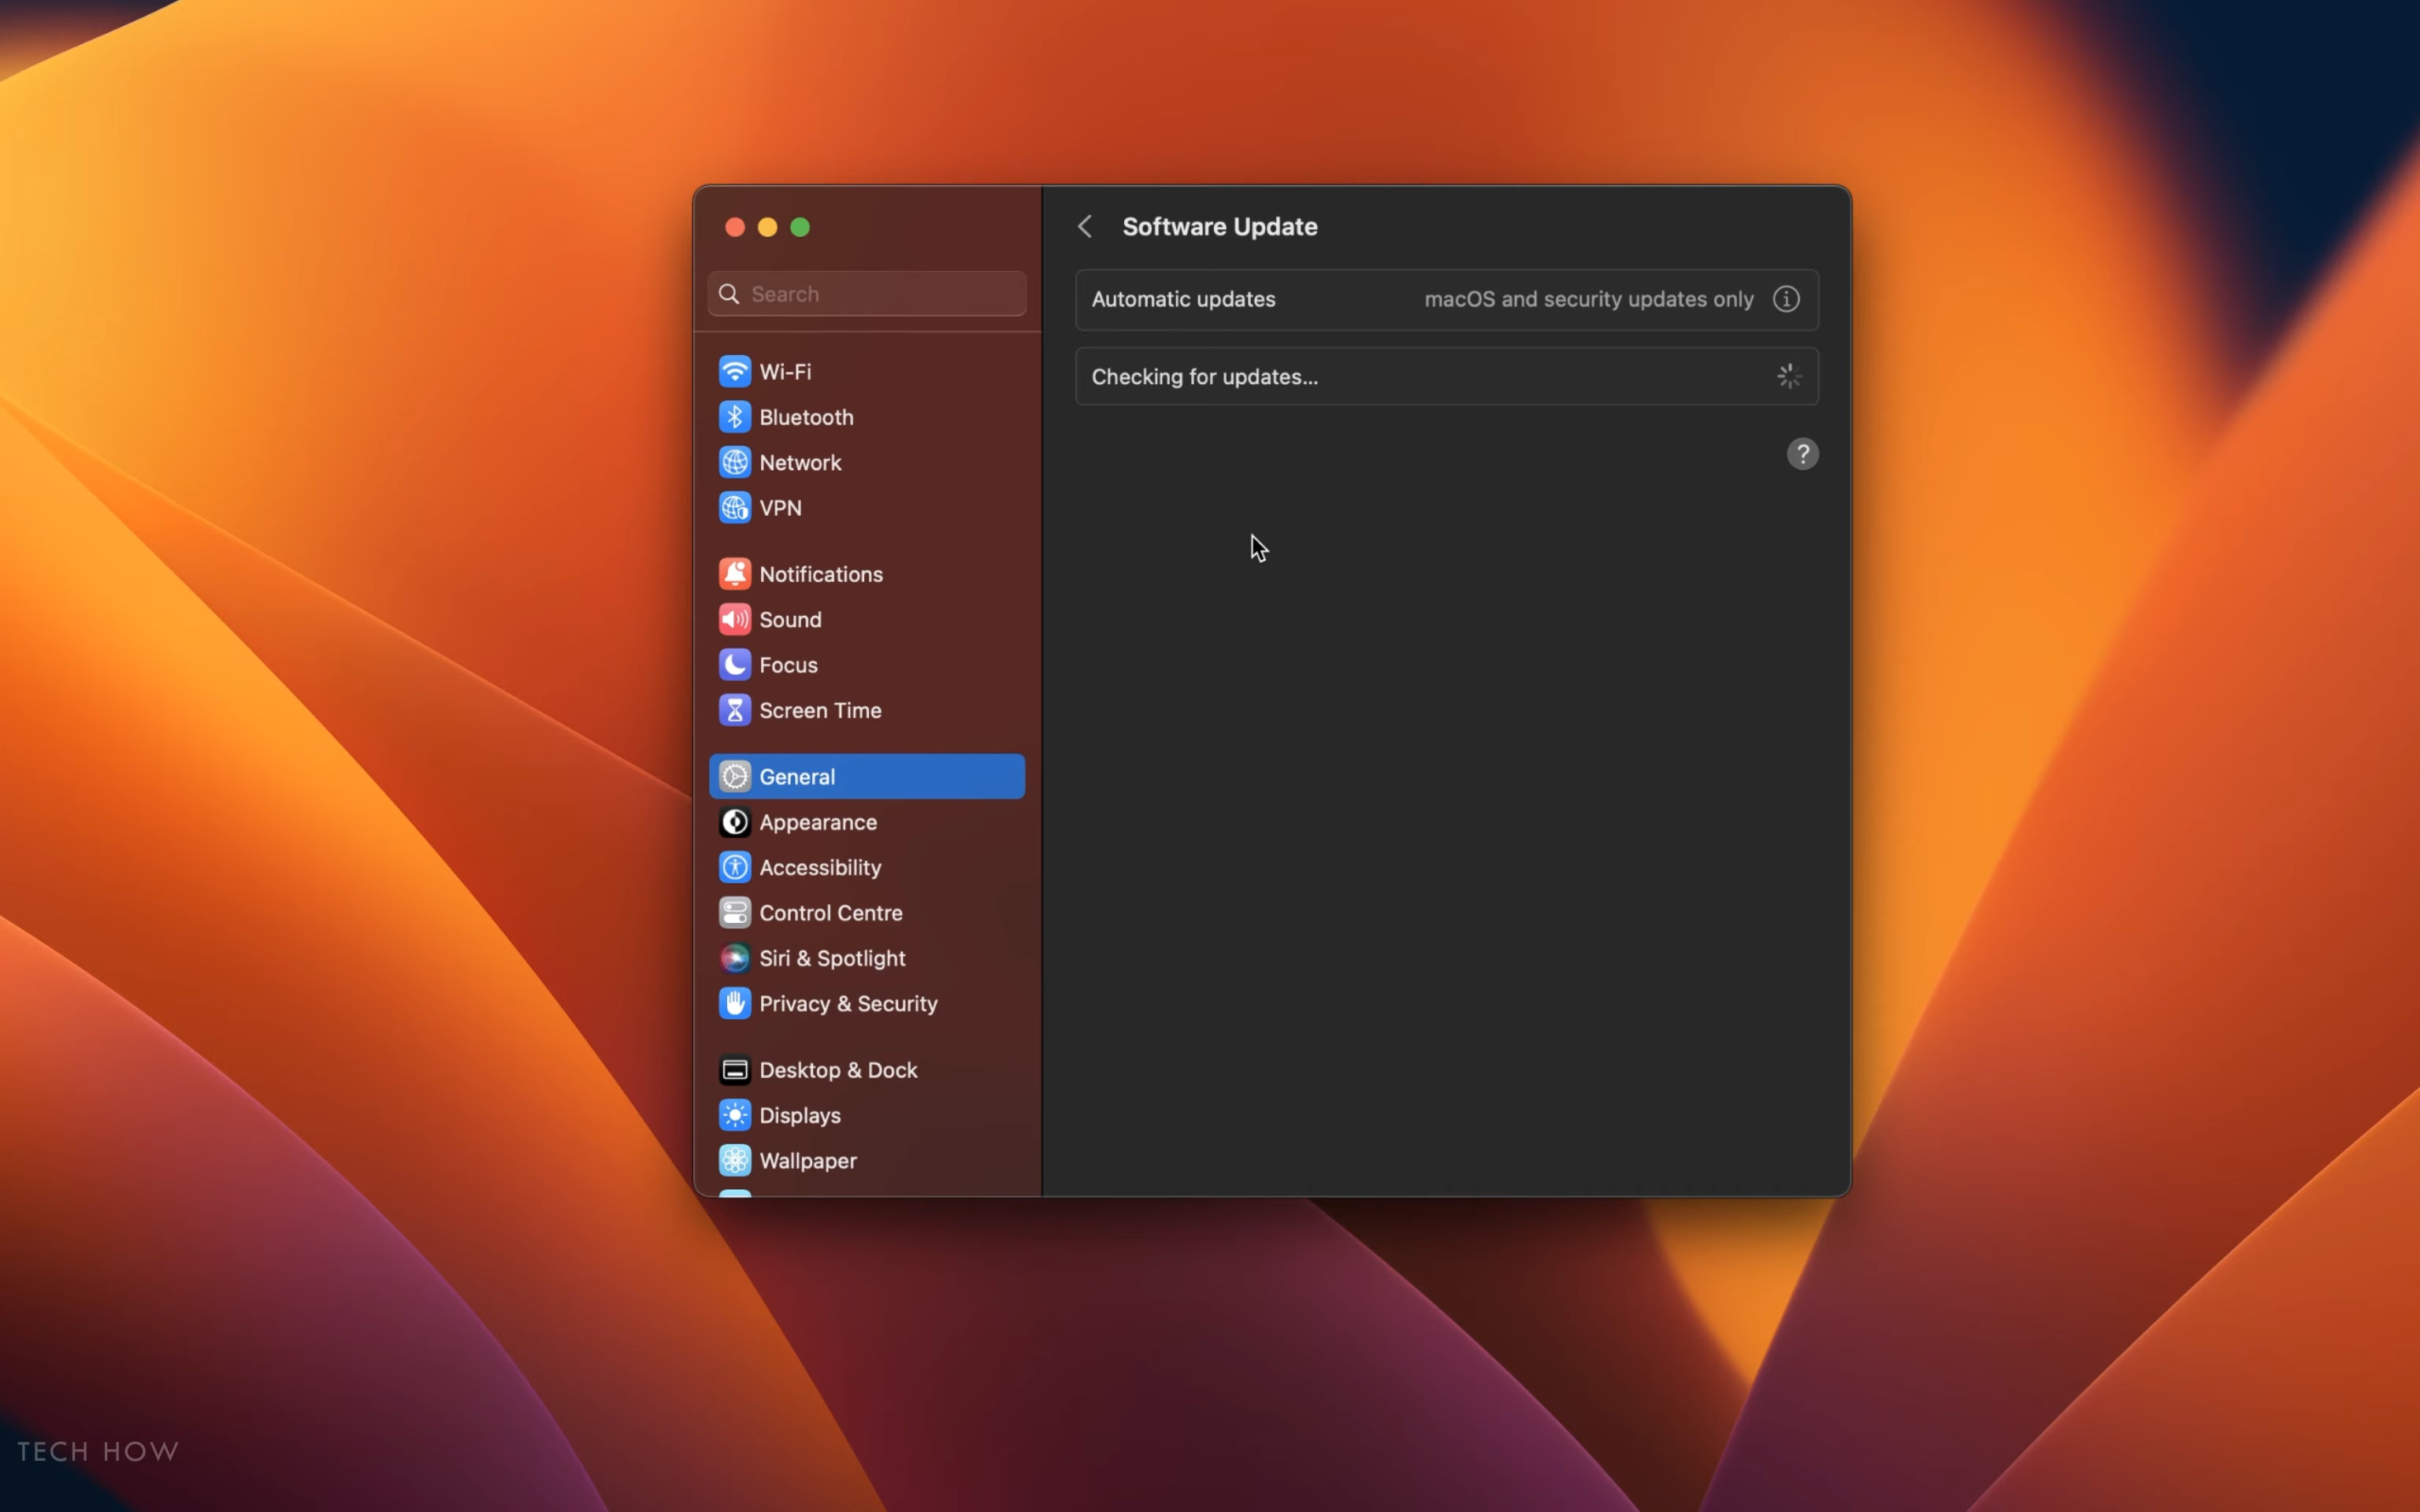 Software Update
Search
Automatic updates macOS and security updates only
Checking for updates...
?
Wi-Fi
Bluetooth
Network
VPN
Notifications
Sound
Focus
Screen Time
General
Appearance
Accessibility
Control Centre
Siri & Spotlight
Privacy & Security
Desktop & Dock
Displays
Wallpaper
TECH HOW